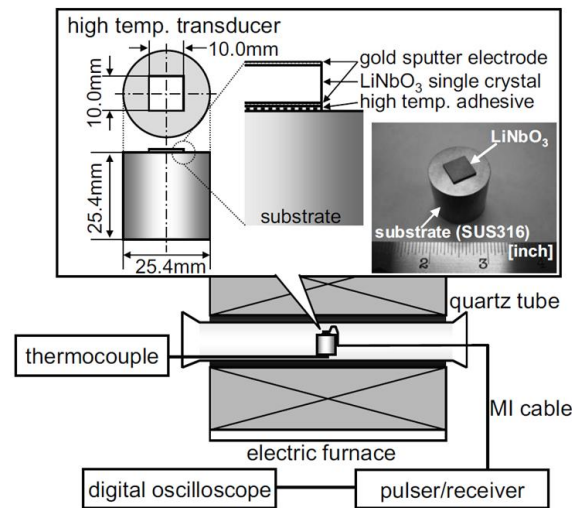 high temp. transducer
10.0mm
10.0mm
gold sputter electrode
LiNbO3 single crystal
high temp. adhesive
25.4mm
25.4mm
substrate
LiNbO3
substrate (SUS316)
[inch]
2 3
quartz tube
thermocouple
MI cable
electric furnace
digital oscilloscope
pulser/receiver